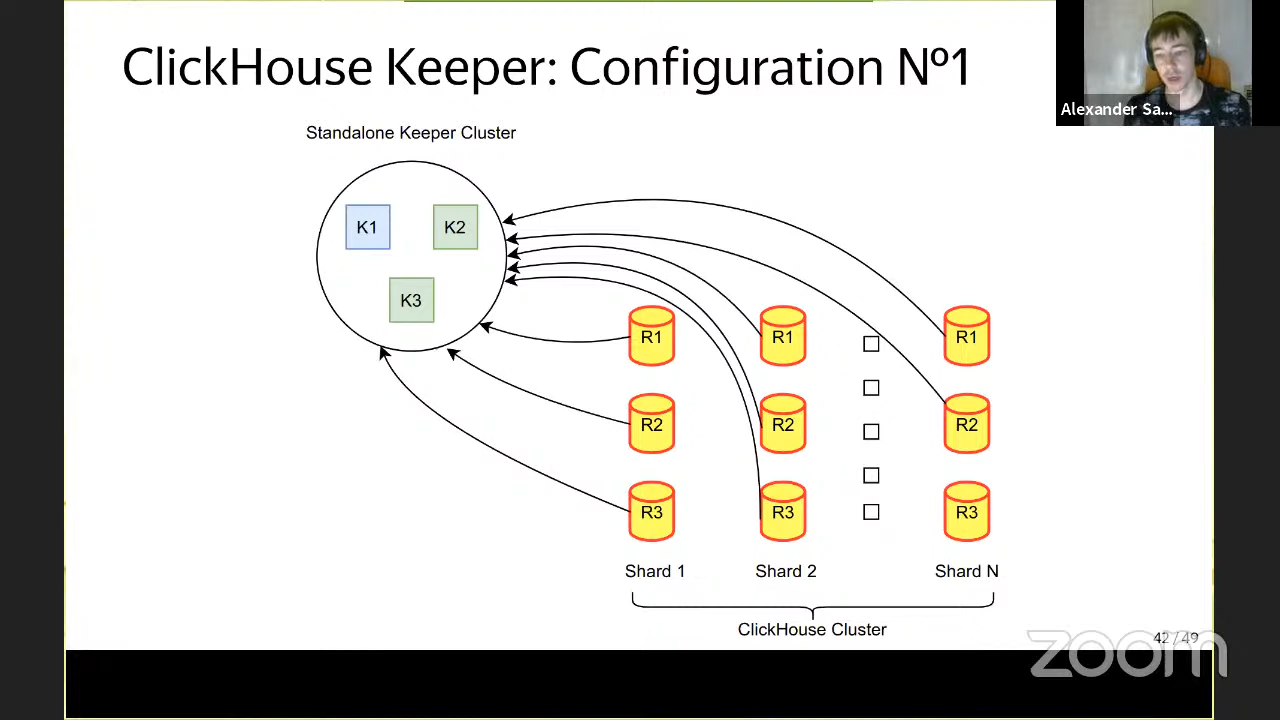 ClickHouse Keeper: Configuration Nº1
Alexander Sa...
Standalone Keeper Cluster
K1 K2
K3
R1 R1 R1
R2 R2 R2
R3 R3 R3
Shard 1 Shard 2 Shard N
ClickHouse Cluster
42 / 49
zoom